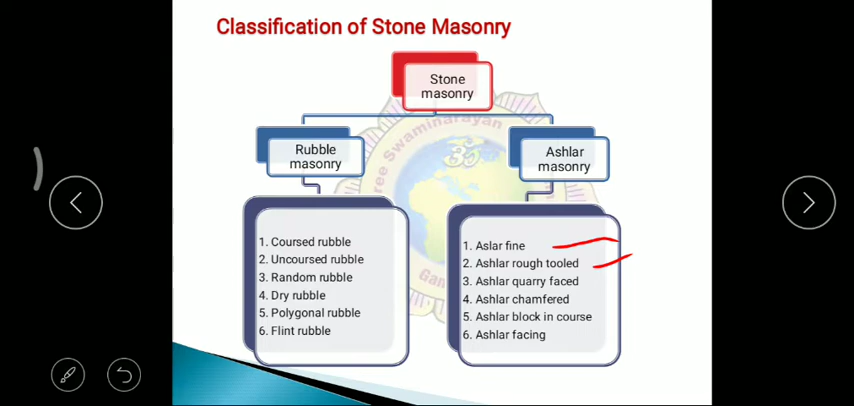 Classification of Stone Masonry
Stone
masonry
Rubble
masonry
Ashlar
masonry
1. Coursed rubble
2. Uncoursed rubble
3. Random rubble
4. Dry rubble
5. Polygonal rubble
6. Flint rubble
1. Aslar fine
2. Ashlar rough tooled
3. Ashlar quarry faced
4. Ashlar chamfered
5. Ashlar block in course
6. Ashlar facing
Swaminarayan